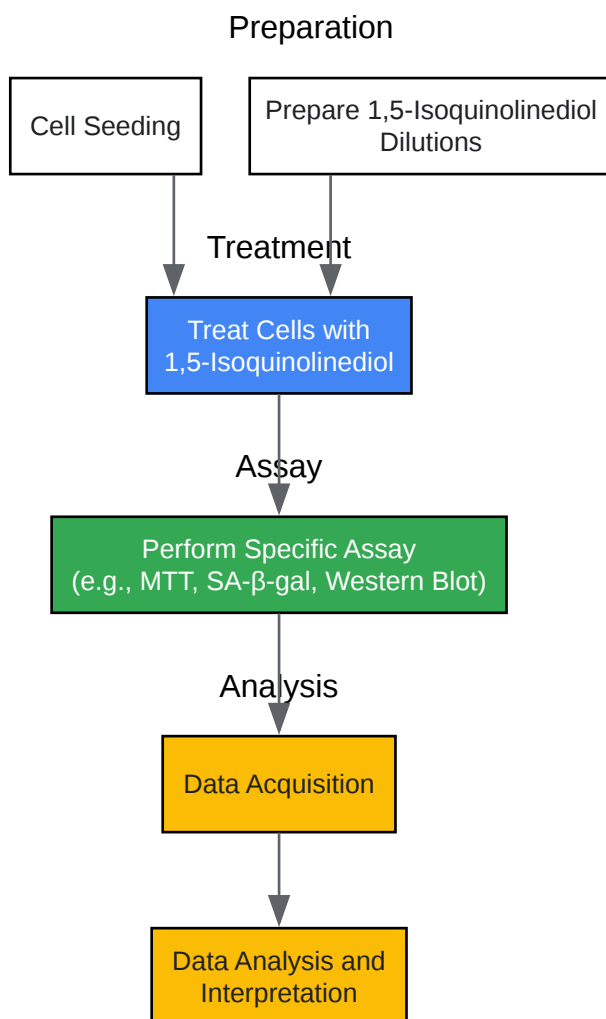 Preparation
Cell Seeding
Prepare 1,5-Isoquinolinediol
Dilutions
Treatment
Treat Cells with
1,5-Isoquinolinediol
Assay
Perform Specific Assay
(e.g., MTT, SA-β-gal, Western Blot)
Analysis
Data Acquisition
Data Analysis and
Interpretation